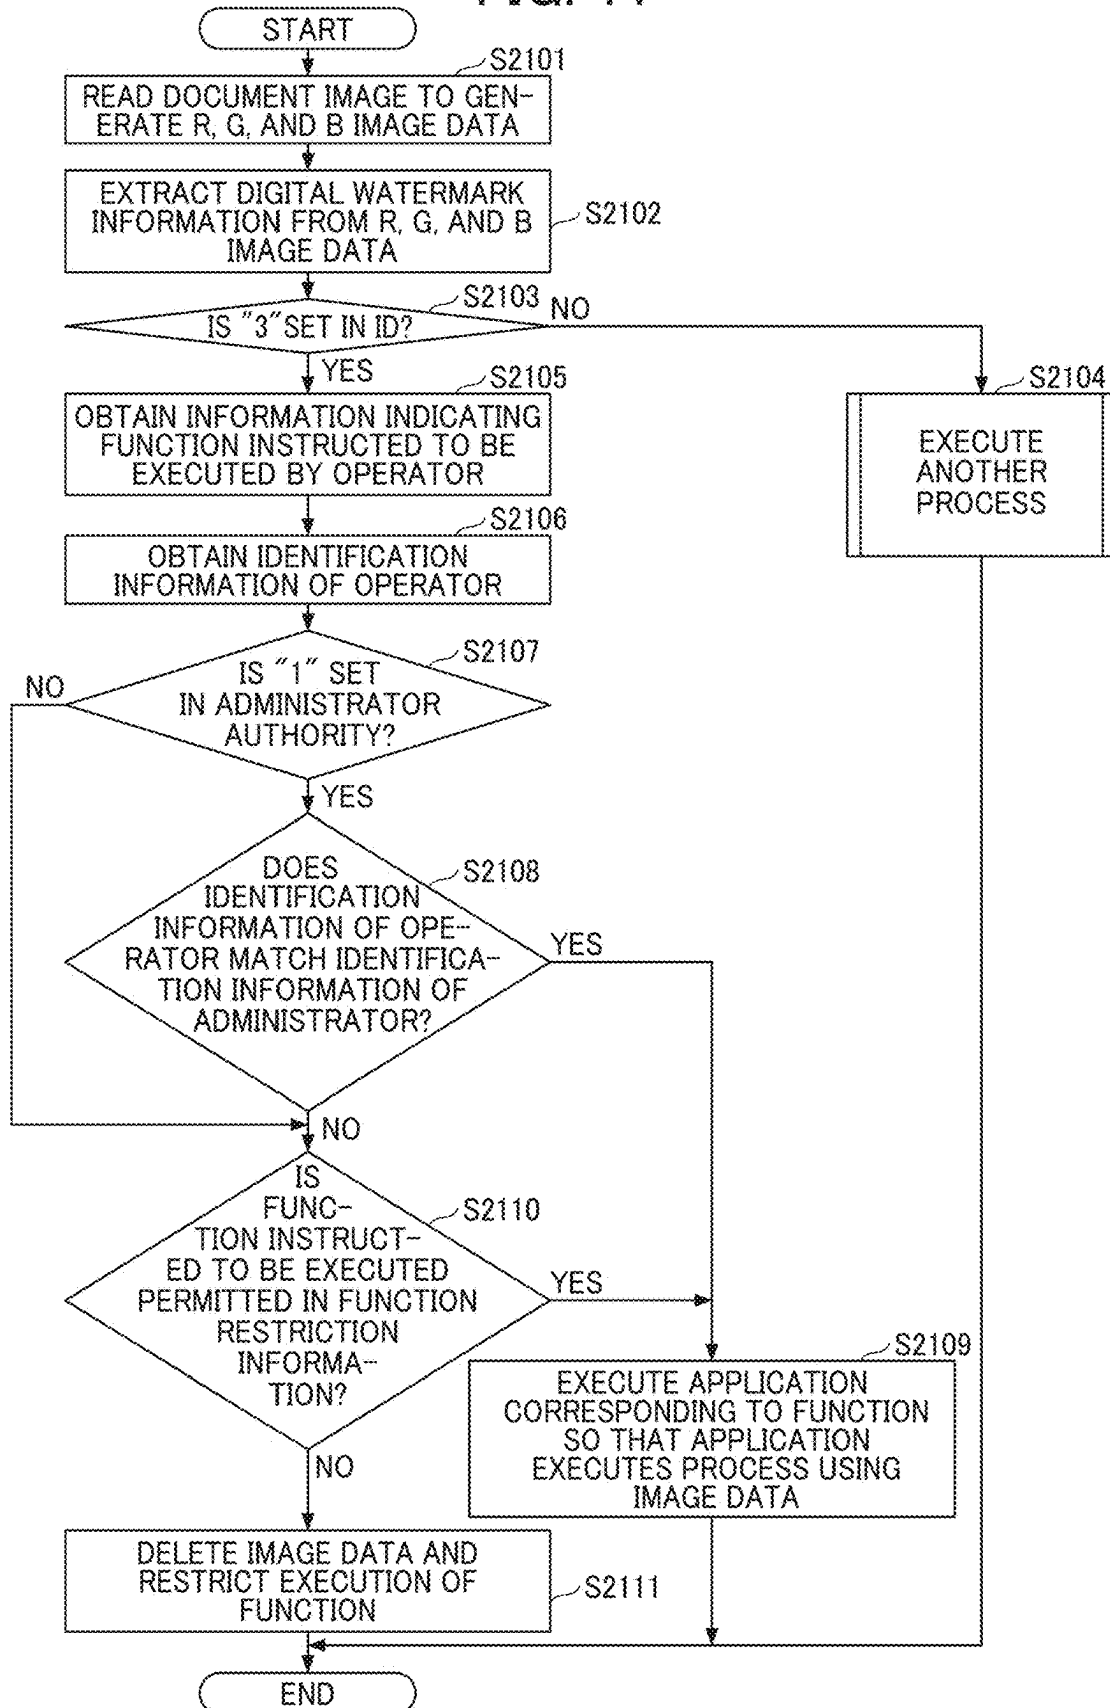 START
S2101
READ DOCUMENT IMAGE TO GEN-
ERATE R, G, AND B IMAGE DATA
EXTRACT DIGITAL WATERMARK
INFORMATION FROM R, G, AND B
IMAGE DATA
S2102
S2103
IS "3"SET IN ID?
NO
YES
S2104
EXECUTE
ANOTHER
PROCESS
S2105
OBTAIN INFORMATION INDICATING
FUNCTION INSTRUCTED TO BE
EXECUTED BY OPERATOR
S2106
OBTAIN IDENTIFICATION
INFORMATION OF OPERATOR
S2107
IS "1" SET
IN ADMINISTRATOR
AUTHORITY?
NO
YES
S2108
DOES
IDENTIFICATION
INFORMATION OF OPE-
RATOR MATCH IDENTIFICA-
TION INFORMATION OF
ADMINISTRATOR?
YES
NO
S2110
IS
FUNC-
TION INSTRUCT-
ED TO BE EXECUTED
PERMITTED IN FUNCTION
RESTRICTION
INFORMA-
TION?
YES
NO
S2109
EXECUTE APPLICATION
CORRESPONDING TO FUNCTION
SO THAT APPLICATION
EXECUTES PROCESS USING
IMAGE DATA
DELETE IMAGE DATA AND
RESTRICT EXECUTION OF
FUNCTION
S2111
END